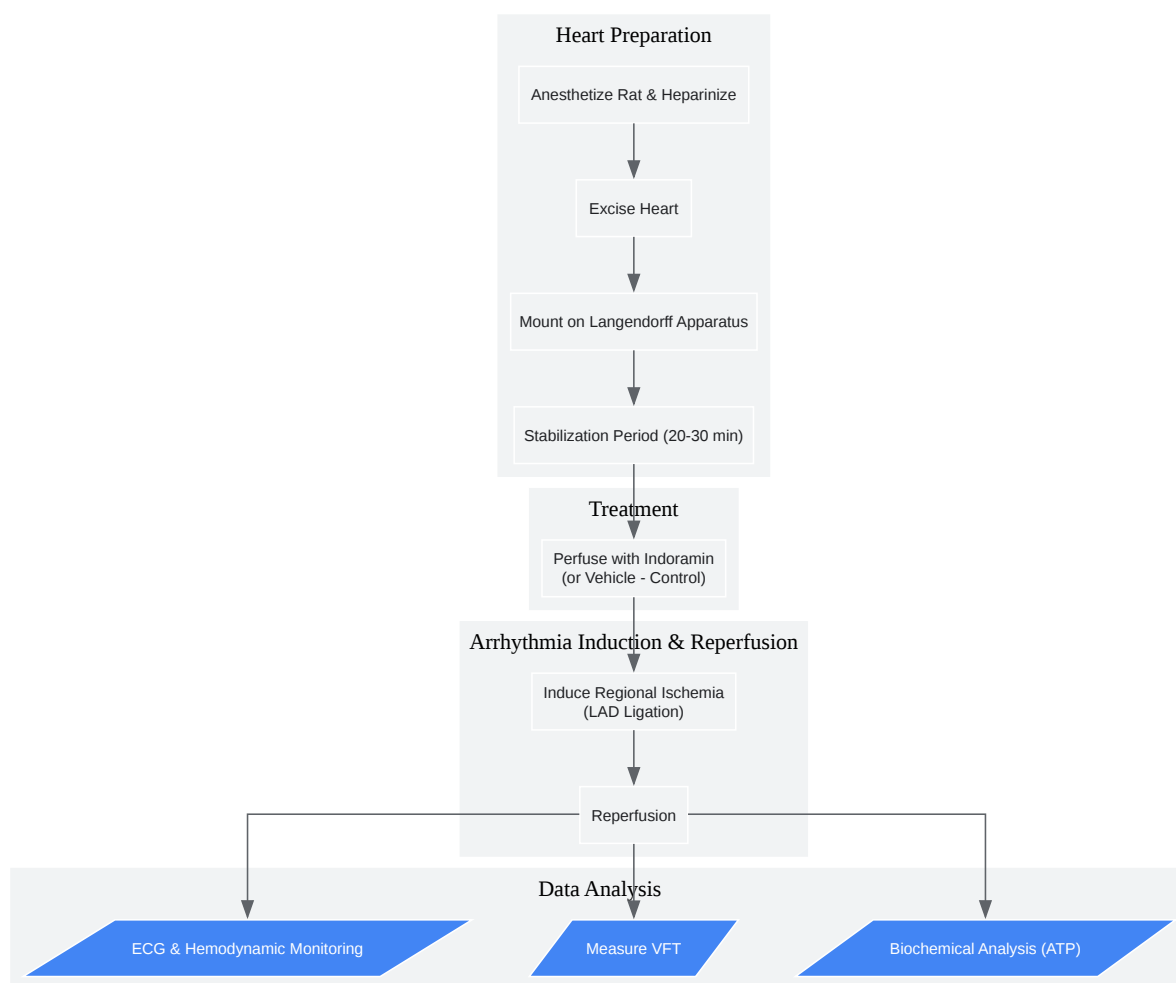 Heart Preparation
Anesthetize Rat & Heparinize
Excise Heart
Mount on Langendorff Apparatus
Stabilization Period (20-30 min)
Treatment
Perfuse with Indoramin
(or Vehicle - Control)
Arrhythmia Induction & Reperfusion
Induce Regional Ischemia
(LAD Ligation)
Reperfusion
Data Analysis
ECG & Hemodynamic Monitoring
Measure VFT
Biochemical Analysis (ATP)